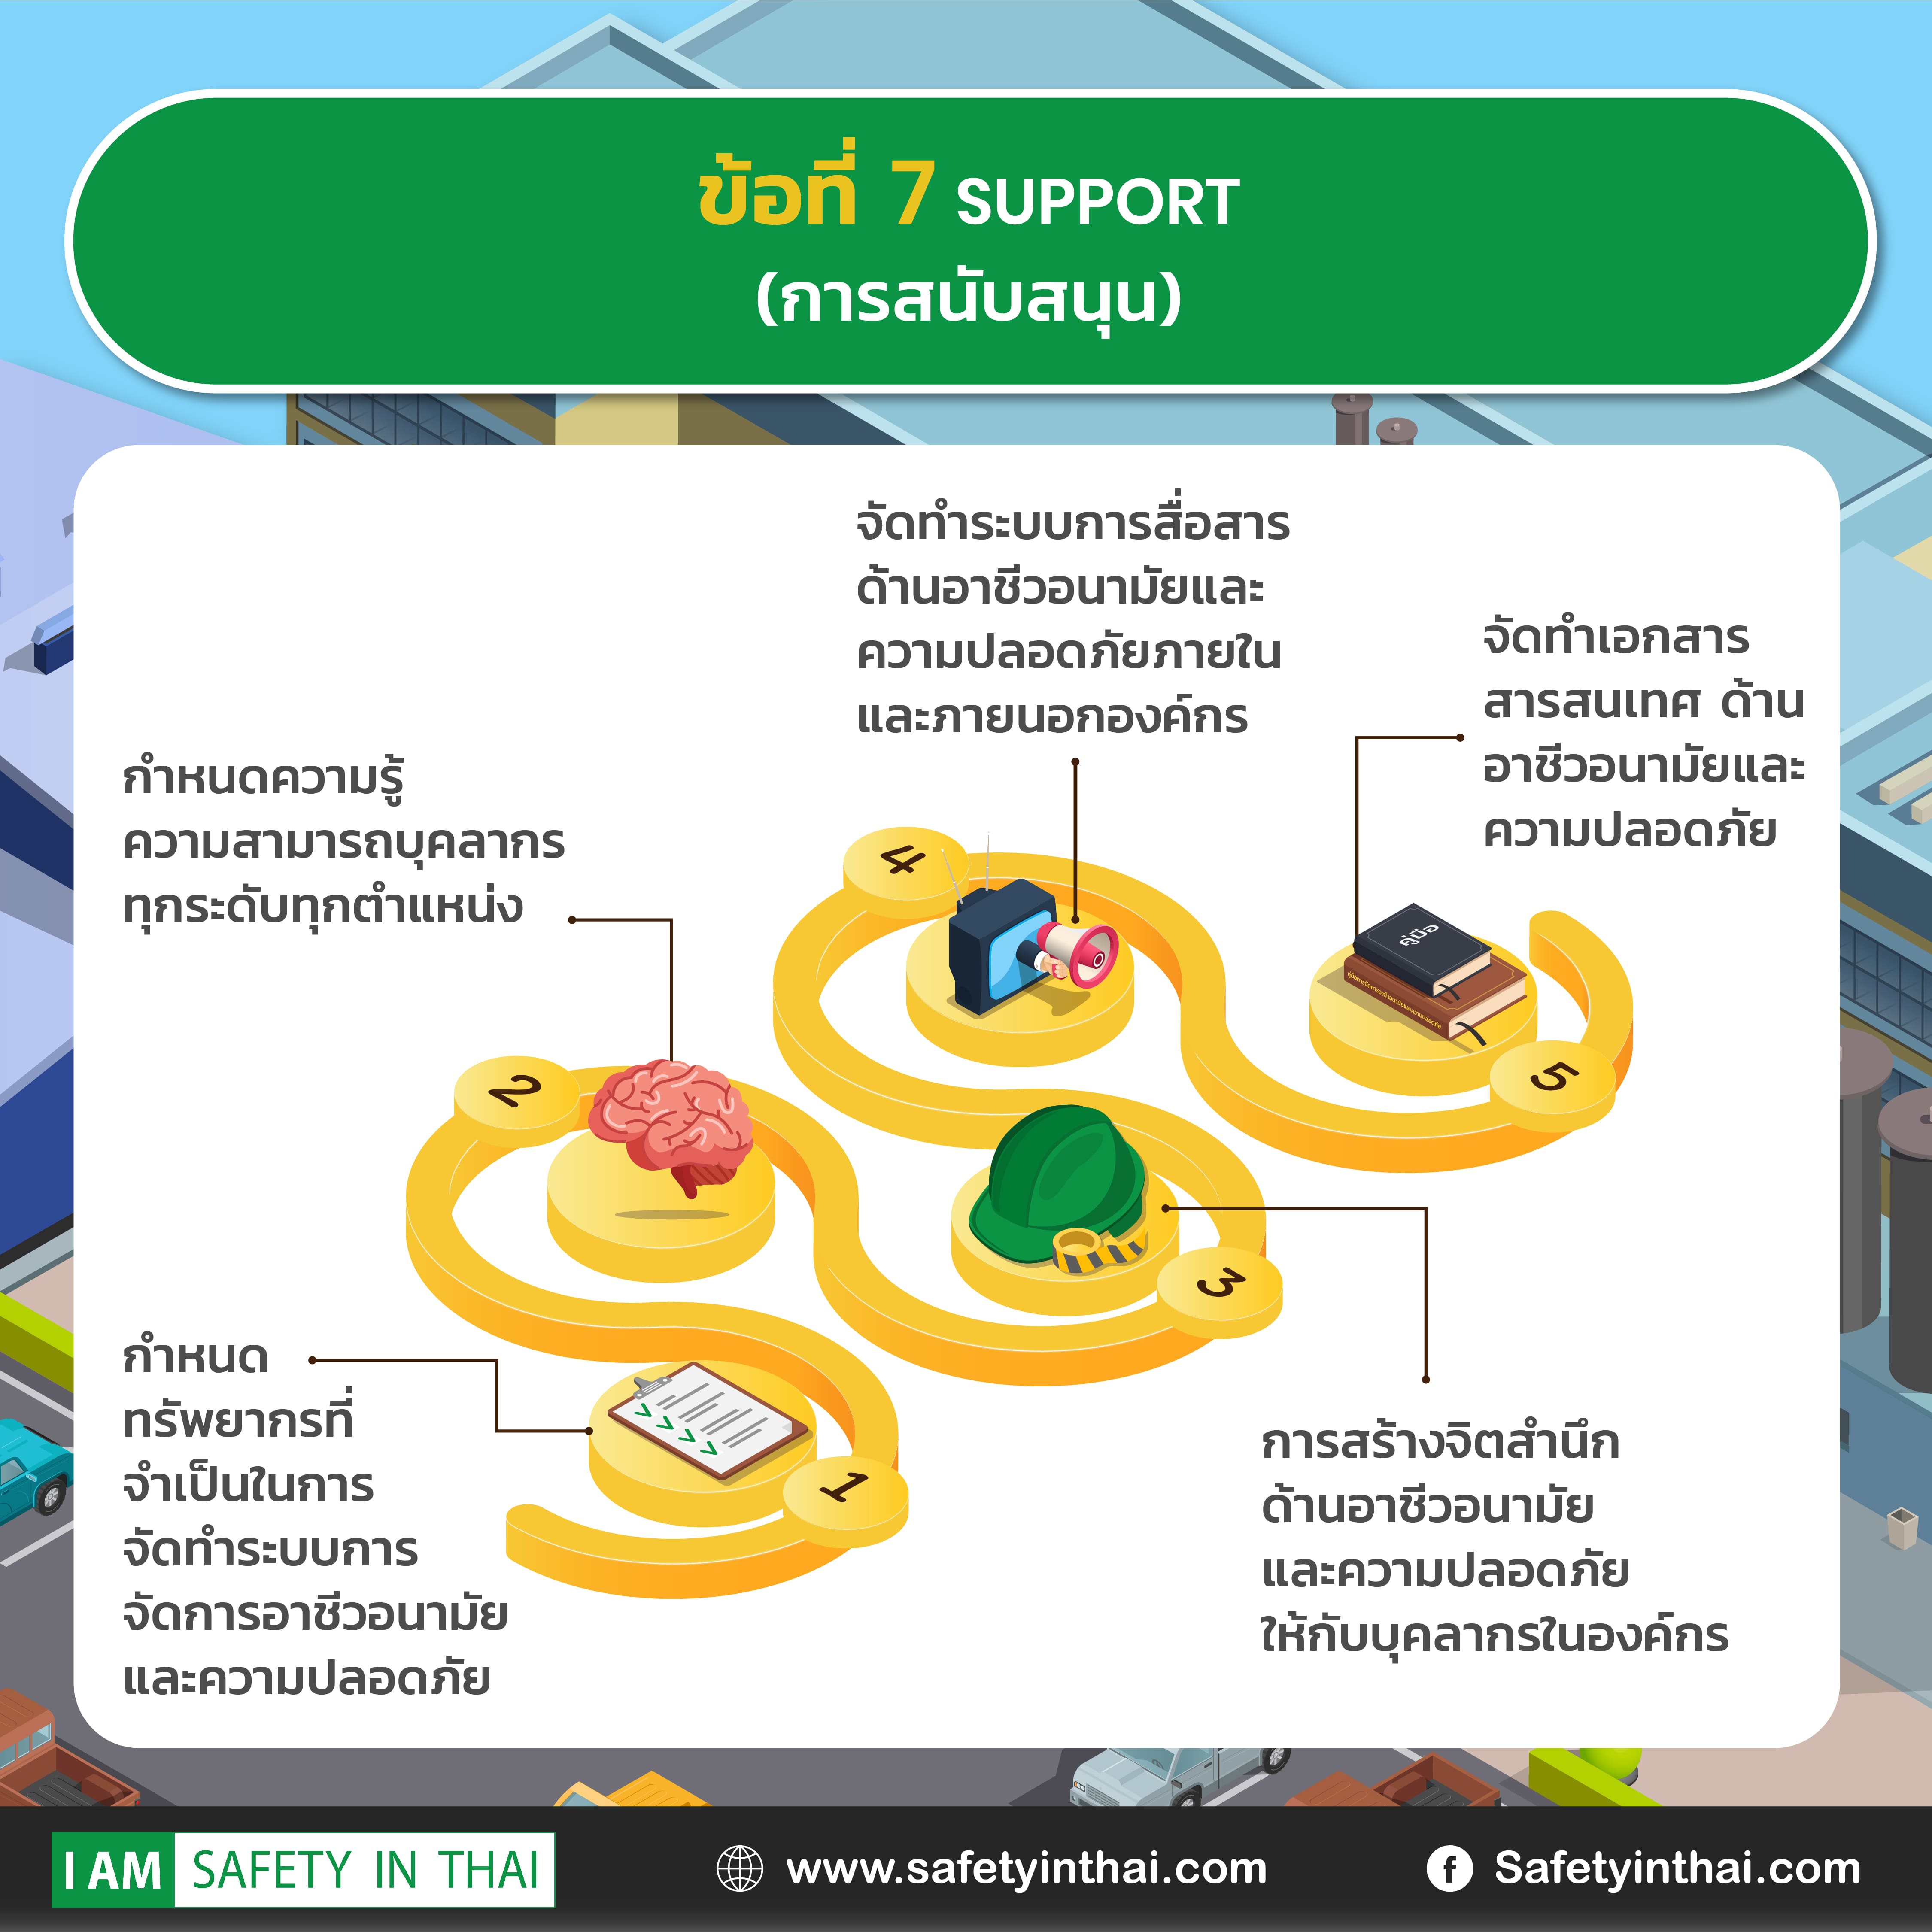 ข้อที่ 7 SUPPORT
(การสนับสนุน)
จัดทำระบบการสื่อสาร
ด้านอาชีวอนามัยและ
ความปลอดภัยภายใน
และภายนอกองค์กร
จัดทำเอกสาร
สารสนเทศ ด้าน
อาชีวอนามัยและ
ความปลอดภัย
กำหนดความรู้
ความสามารถบุคลากร
ทุกระดับทุกตำแหน่ง
4
คู่มือ
5
2
3
กำหนด
ทรัพยากรที่
จำเป็นในการ
จัดทำระบบการ
จัดการอาชีวอนามัย
และความปลอดภัย
1
การสร้างจิตสำนึก
ด้านอาชีวอนามัย
และความปลอดภัย
ให้กับบุคลากรในองค์กร
I AM SAFETY IN THAI
www.safetyinthai.com
Safetyinthai.com